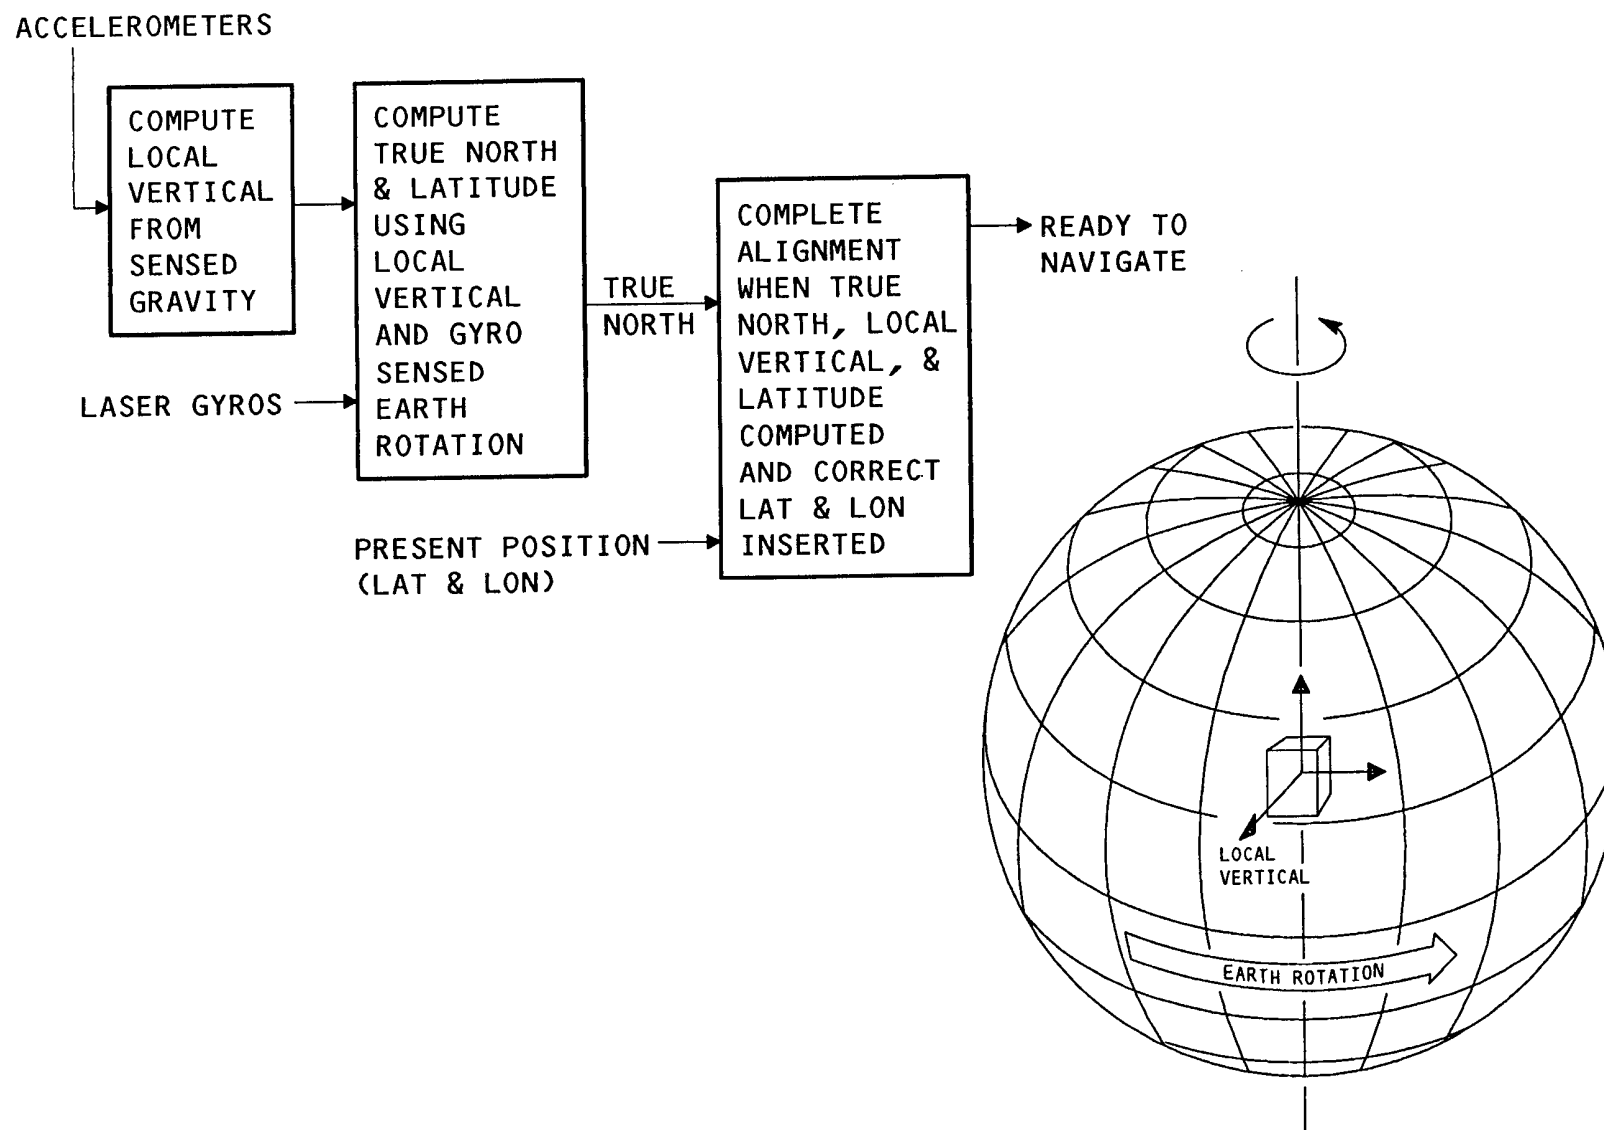 ACCELEROMETERS
COMPUTE
LOCAL
VERTICAL
FROM
SENSED
GRAVITY
COMPUTE
TRUE NORTH
& LATITUDE
USING
LOCAL
VERTICAL
AND GYRO
SENSED
EARTH
ROTATION
LASER GYROS
TRUE
NORTH
COMPLETE
ALIGNMENT
WHEN TRUE
NORTH, LOCAL
VERTICAL, &
LATITUDE
COMPUTED
AND CORRECT
LAT & LON
INSERTED
PRESENT POSITION
(LAT & LON)
READY TO
NAVIGATE
LOCAL
VERTICAL
EARTH ROTATION